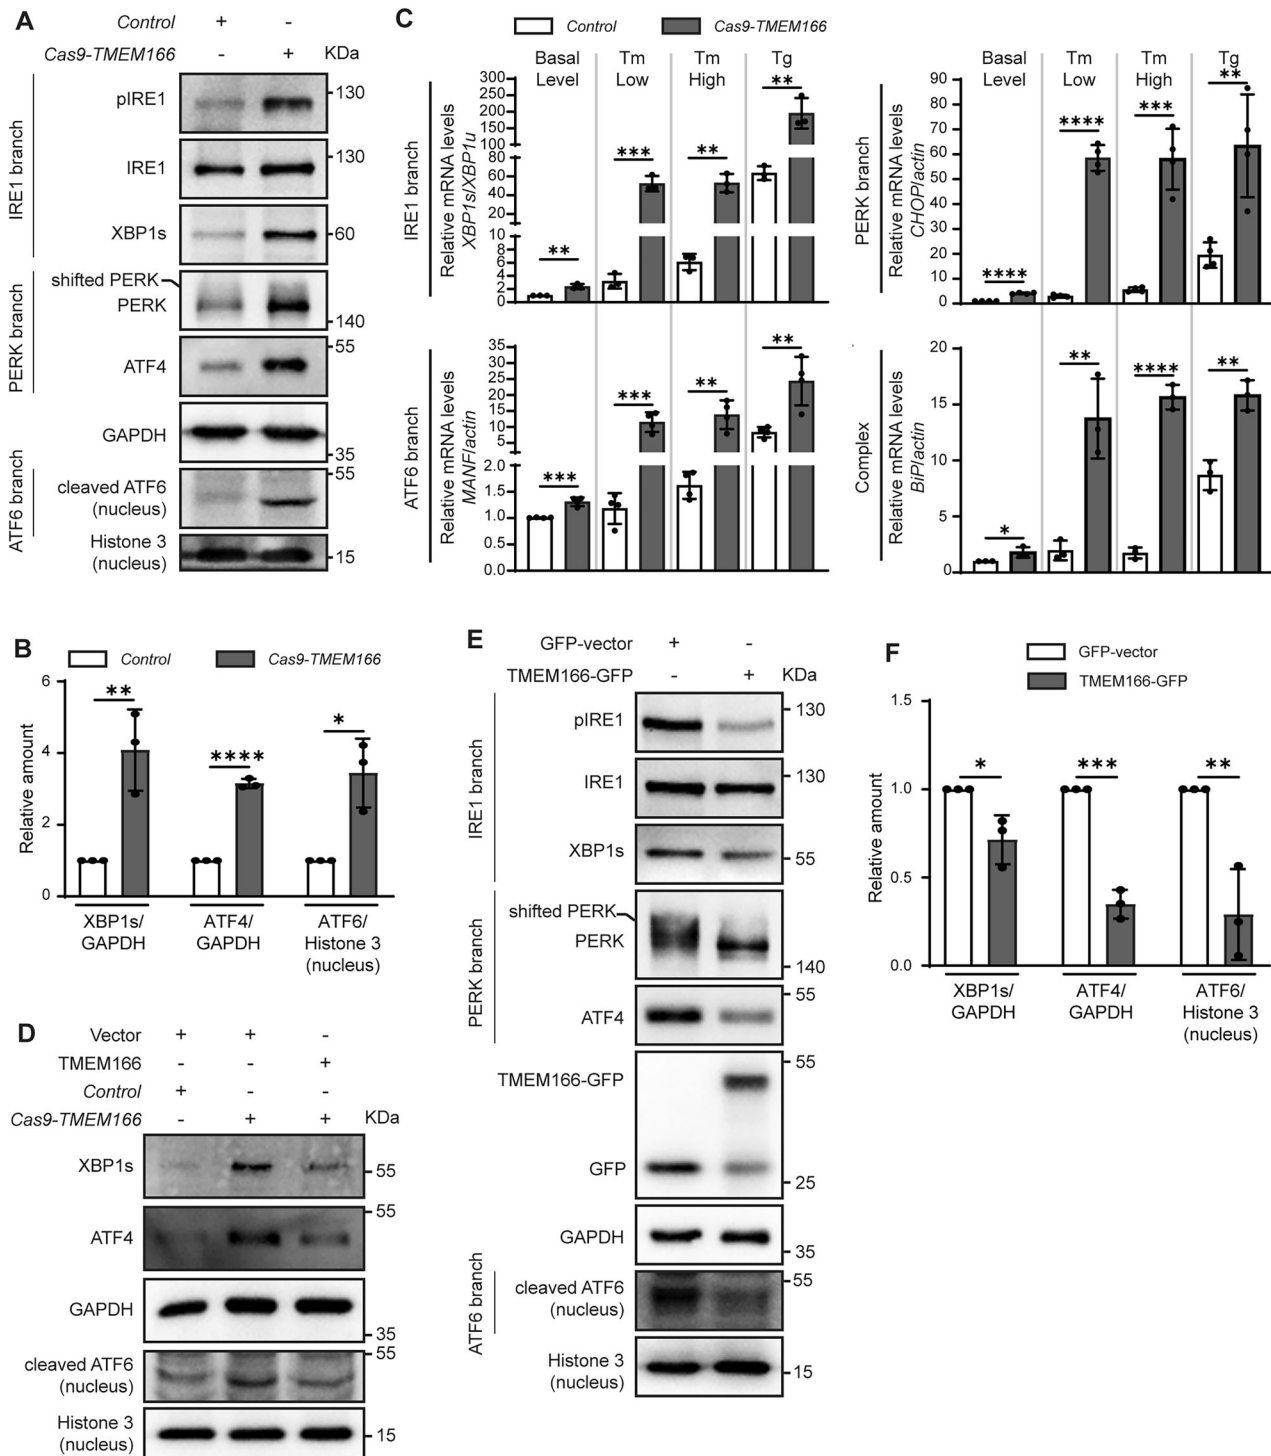 A
Control + -
Cas9-TMEM166 - + KDa
IRE1 branch
pIRE1 130
IRE1 130
XBP1s 60
PERK branch
shifted PERK
PERK
140
ATF4 55
GAPDH
35
ATF6 branch
55
cleaved ATF6
(nucleus)
Histone 3
(nucleus) 15
C
Control Cas9-TMEM166
IRE1 branch
Relative mRNA levels
XBP1s/XBP1u
Basal Level
Tm Low
Tm High
Tg
300
250
200
150
100
80
60
40
20
10
8
6
4
2
0
**
***
**
**
PERK branch
Relative mRNA levels
CHOP/actin
Basal Level
Tm Low
Tm High
Tg
90
80
70
60
50
40
30
20
10
0
****
****
***
**
ATF6 branch
Relative mRNA levels
MANF/actin
35
30
25
20
15
10
5
2.0
1.5
1.0
0.5
0.0
***
***
**
**
Complex
Relative mRNA levels
BiP/actin
20
15
10
5
0
*
**
****
**
B
Control Cas9-TMEM166
Relative amount
6
4
2
0
**
****
*
XBP1s/
GAPDH
ATF4/
GAPDH
ATF6/
Histone 3
(nucleus)
D
Vector + + -
TMEM166 - - +
Control + - -
Cas9-TMEM166 - + + KDa
XBP1s 55
ATF4 55
GAPDH
35
55
cleaved ATF6
(nucleus)
Histone 3
(nucleus) 15
E
GFP-vector + -
TMEM166-GFP - + KDa
IRE1 branch
pIRE1 130
IRE1 130
XBP1s 55
PERK branch
shifted PERK
PERK
140
ATF4 55
55
TMEM166-GFP
GFP
25
GAPDH
35
ATF6 branch
cleaved ATF6 55
(nucleus)
Histone 3
(nucleus) 15
F
GFP-vector
TMEM166-GFP
Relative amount
1.5
1.0
0.5
0.0
*
***
**
XBP1s/
GAPDH
ATF4/
GAPDH
ATF6/
Histone 3
(nucleus)